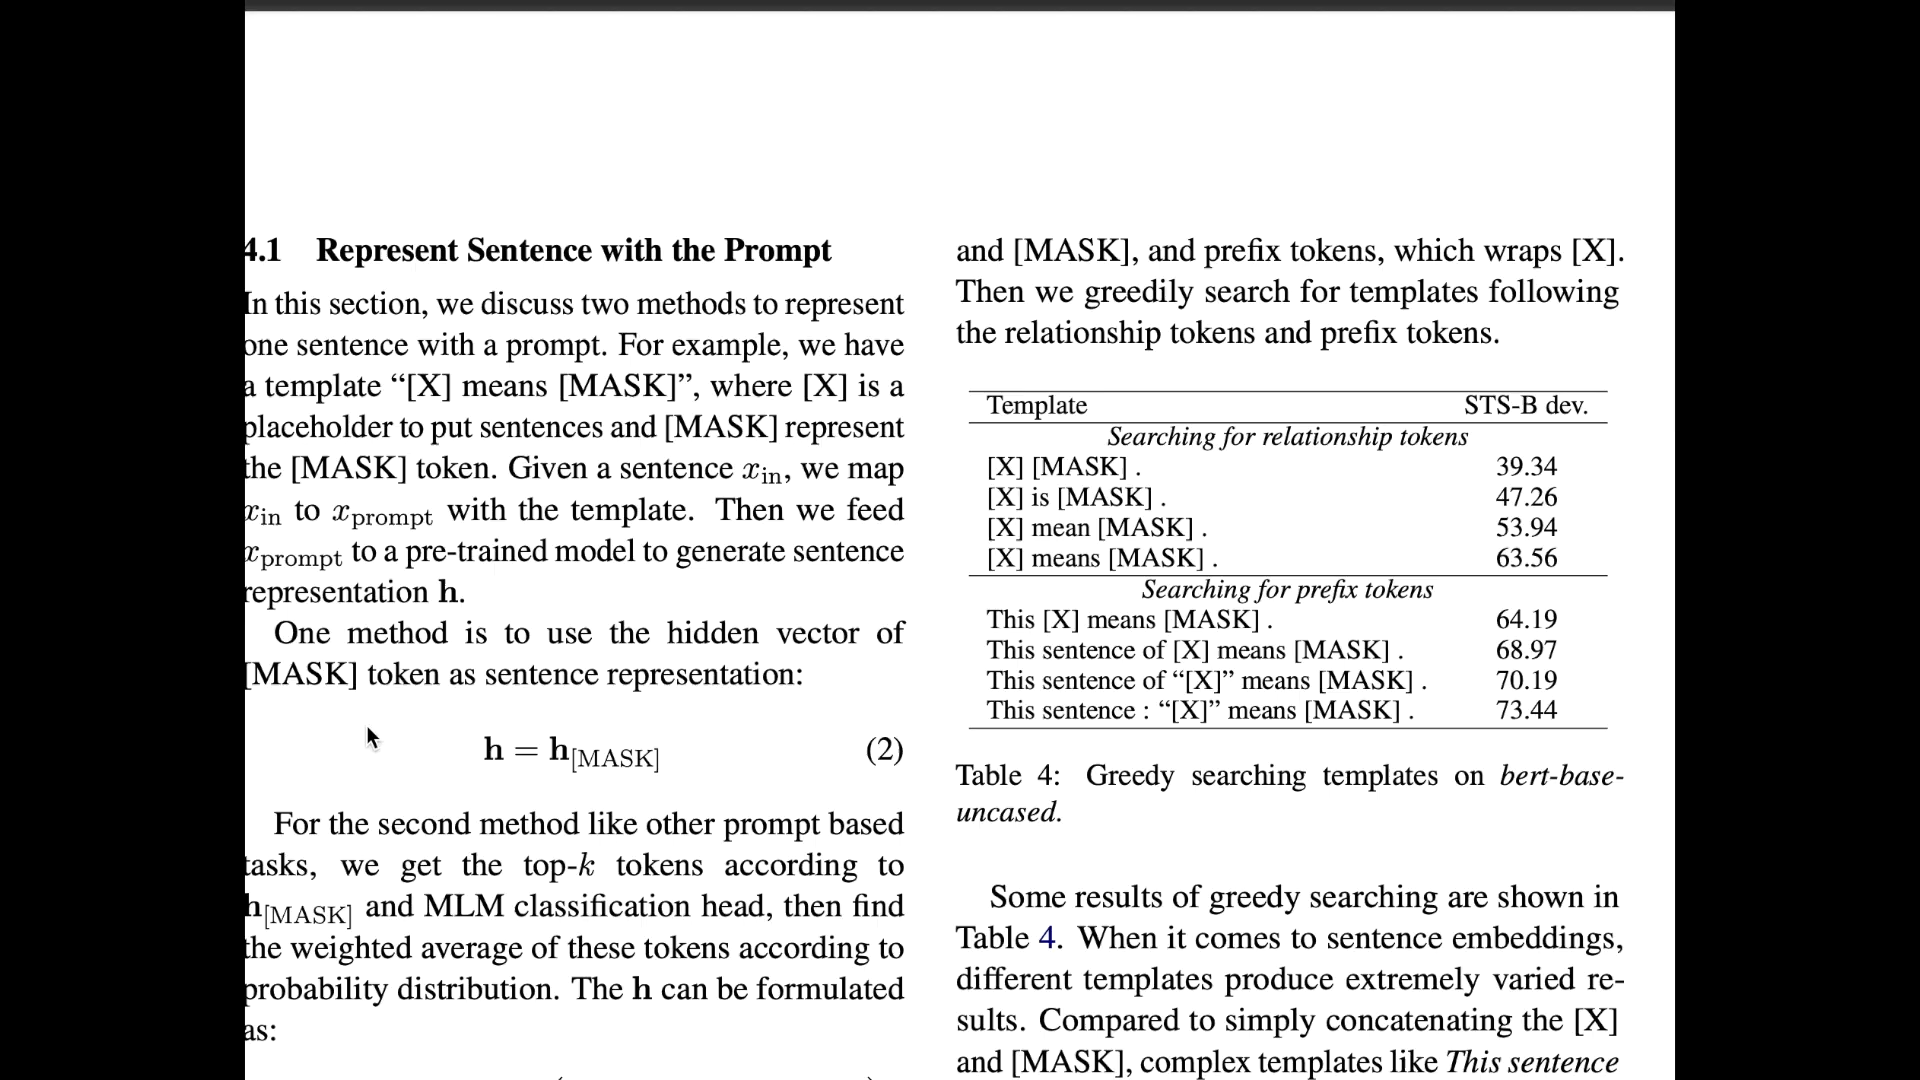 4.1 Represent Sentence with the Prompt
In this section, we discuss two methods to represent
one sentence with a prompt. For example, we have
a template “[X] means [MASK]”, where [X] is a
placeholder to put sentences and [MASK] represent
the [MASK] token. Given a sentence x_in, we map
x_in to x_prompt with the template. Then we feed
x_prompt to a pre-trained model to generate sentence
representation h.
One method is to use the hidden vector of
[MASK] token as sentence representation:
h = h_[MASK] (2)
For the second method like other prompt based
tasks, we get the top-k tokens according to
h_[MASK] and MLM classification head, then find
the weighted average of these tokens according to
probability distribution. The h can be formulated
as:
and [MASK], and prefix tokens, which wraps [X].
Then we greedily search for templates following
the relationship tokens and prefix tokens.
Template STS-B dev.
Searching for relationship tokens
[X] [MASK] . 39.34
[X] is [MASK] . 47.26
[X] mean [MASK] . 53.94
[X] means [MASK] . 63.56
Searching for prefix tokens
This [X] means [MASK] . 64.19
This sentence of [X] means [MASK] . 68.97
This sentence of “[X]” means [MASK] . 70.19
This sentence : “[X]” means [MASK] . 73.44
Table 4: Greedy searching templates on bert-base-
uncased.
Some results of greedy searching are shown in
Table 4. When it comes to sentence embeddings,
different templates produce extremely varied re-
sults. Compared to simply concatenating the [X]
and [MASK], complex templates like This sentence